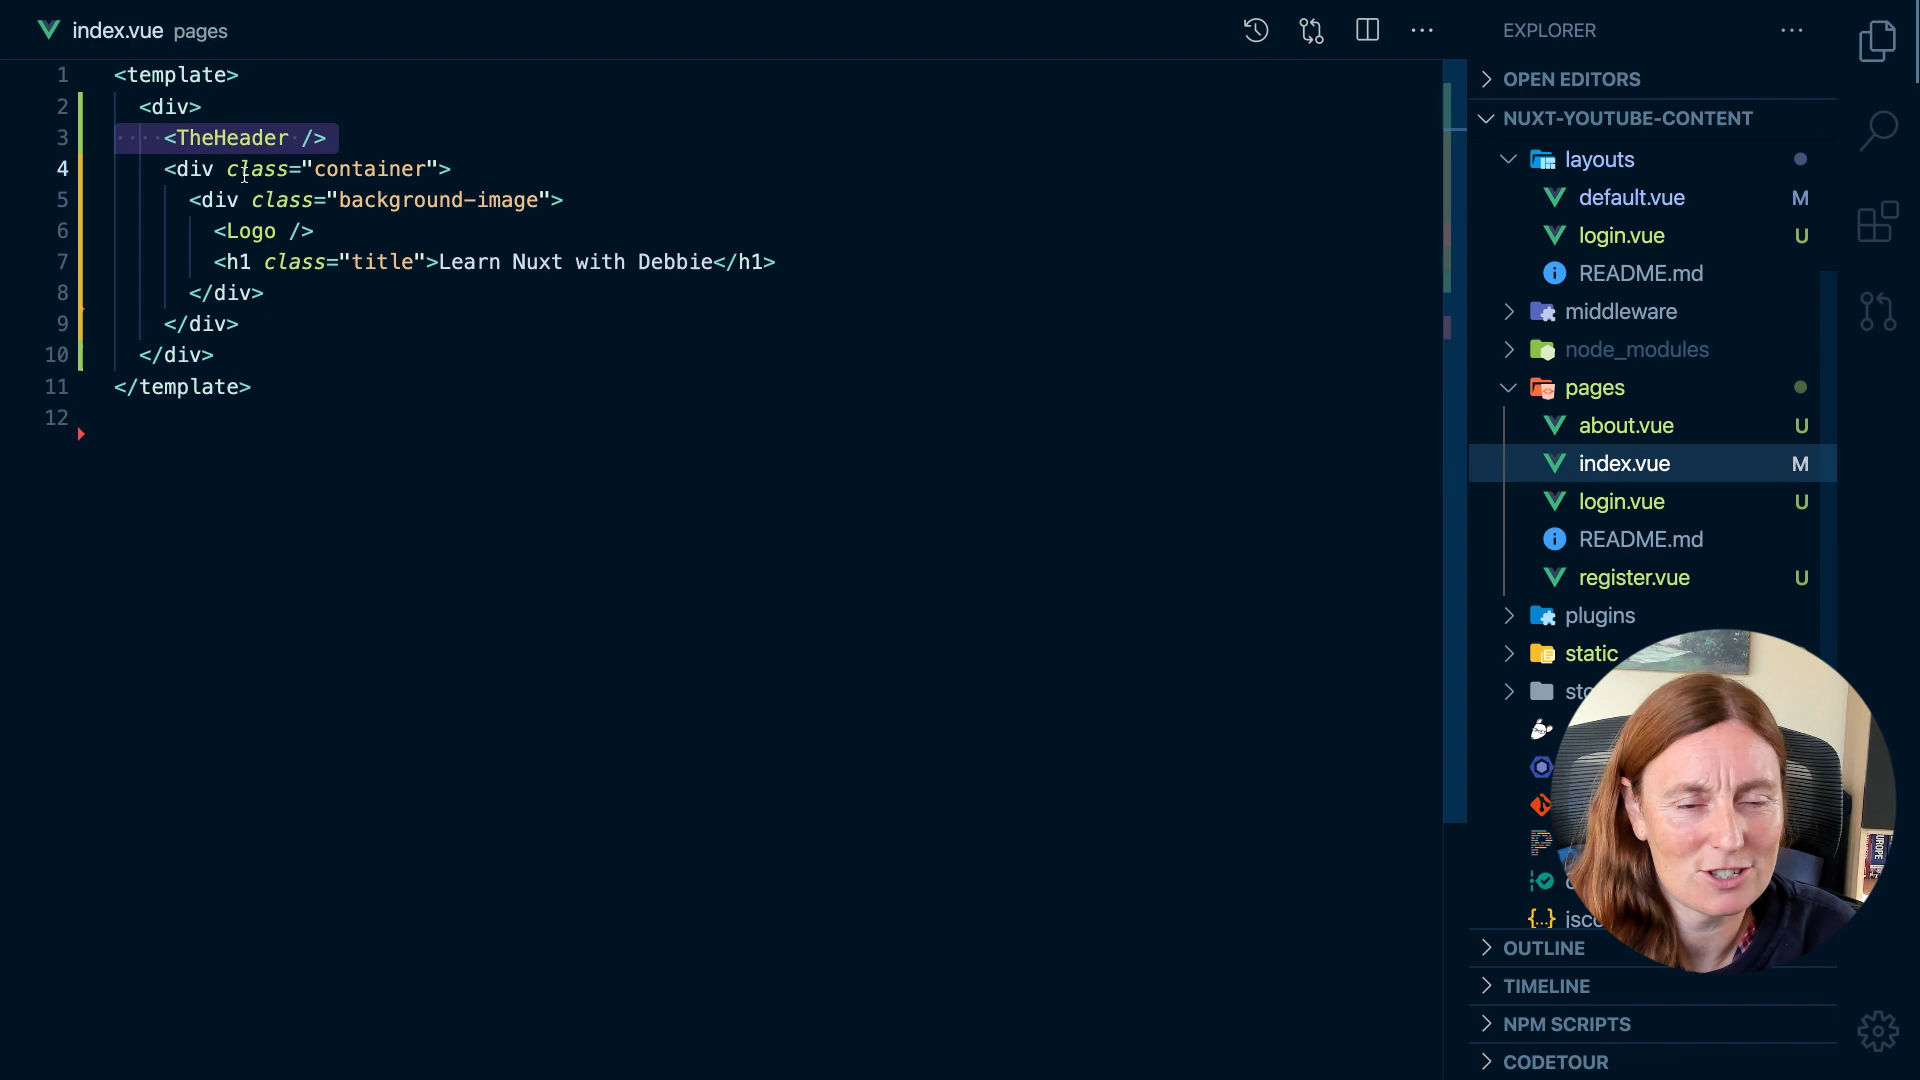 index.vue pages
1 <template>
2 <div>
3 <TheHeader />
4 <div class="container">
5 <div class="background-image">
6 <Logo />
7 <h1 class="title">Learn Nuxt with Debbie</h1>
8 </div>
9 </div>
10 </div>
11 </template>
12
EXPLORER
OPEN EDITORS
NUXT-YOUTUBE-CONTENT
layouts
default.vue M
login.vue U
README.md
middleware
node_modules
pages
about.vue U
index.vue M
login.vue U
README.md
register.vue U
plugins
static
OUTLINE
TIMELINE
NPM SCRIPTS
CODETOUR
EUROPE